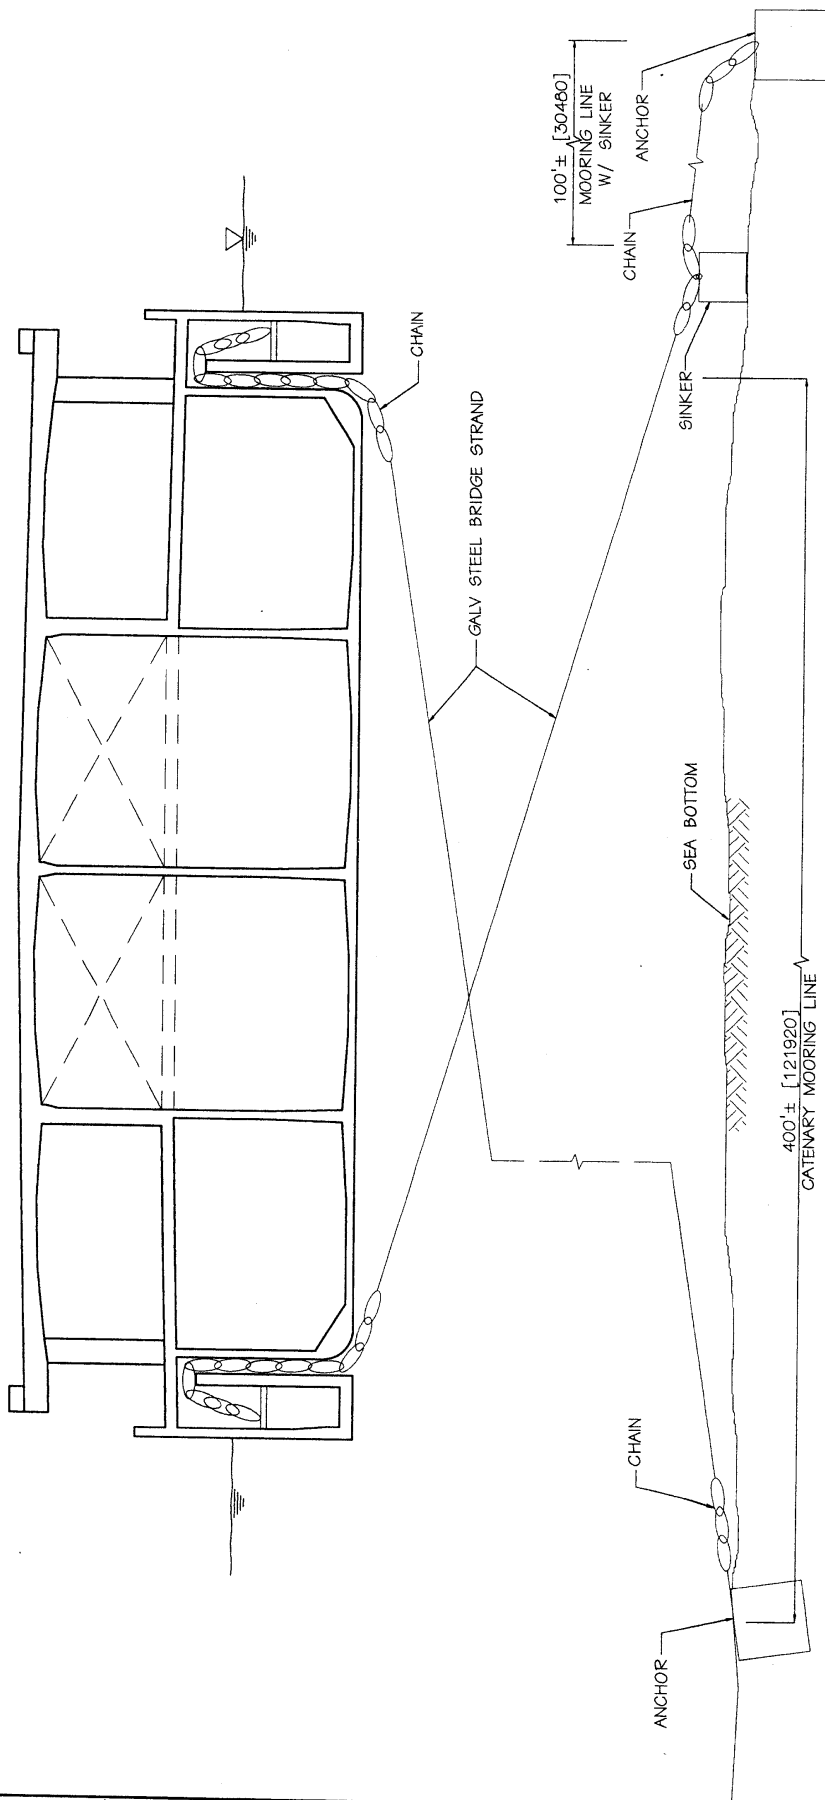 100'± [30480]
MOORING LINE
W/ SINKER
ANCHOR
CHAIN
CHAIN
SINKER
GALV STEEL BRIDGE STRAND
SEA BOTTOM
400'± [121920]
CATENARY MOORING LINE
CHAIN
ANCHOR